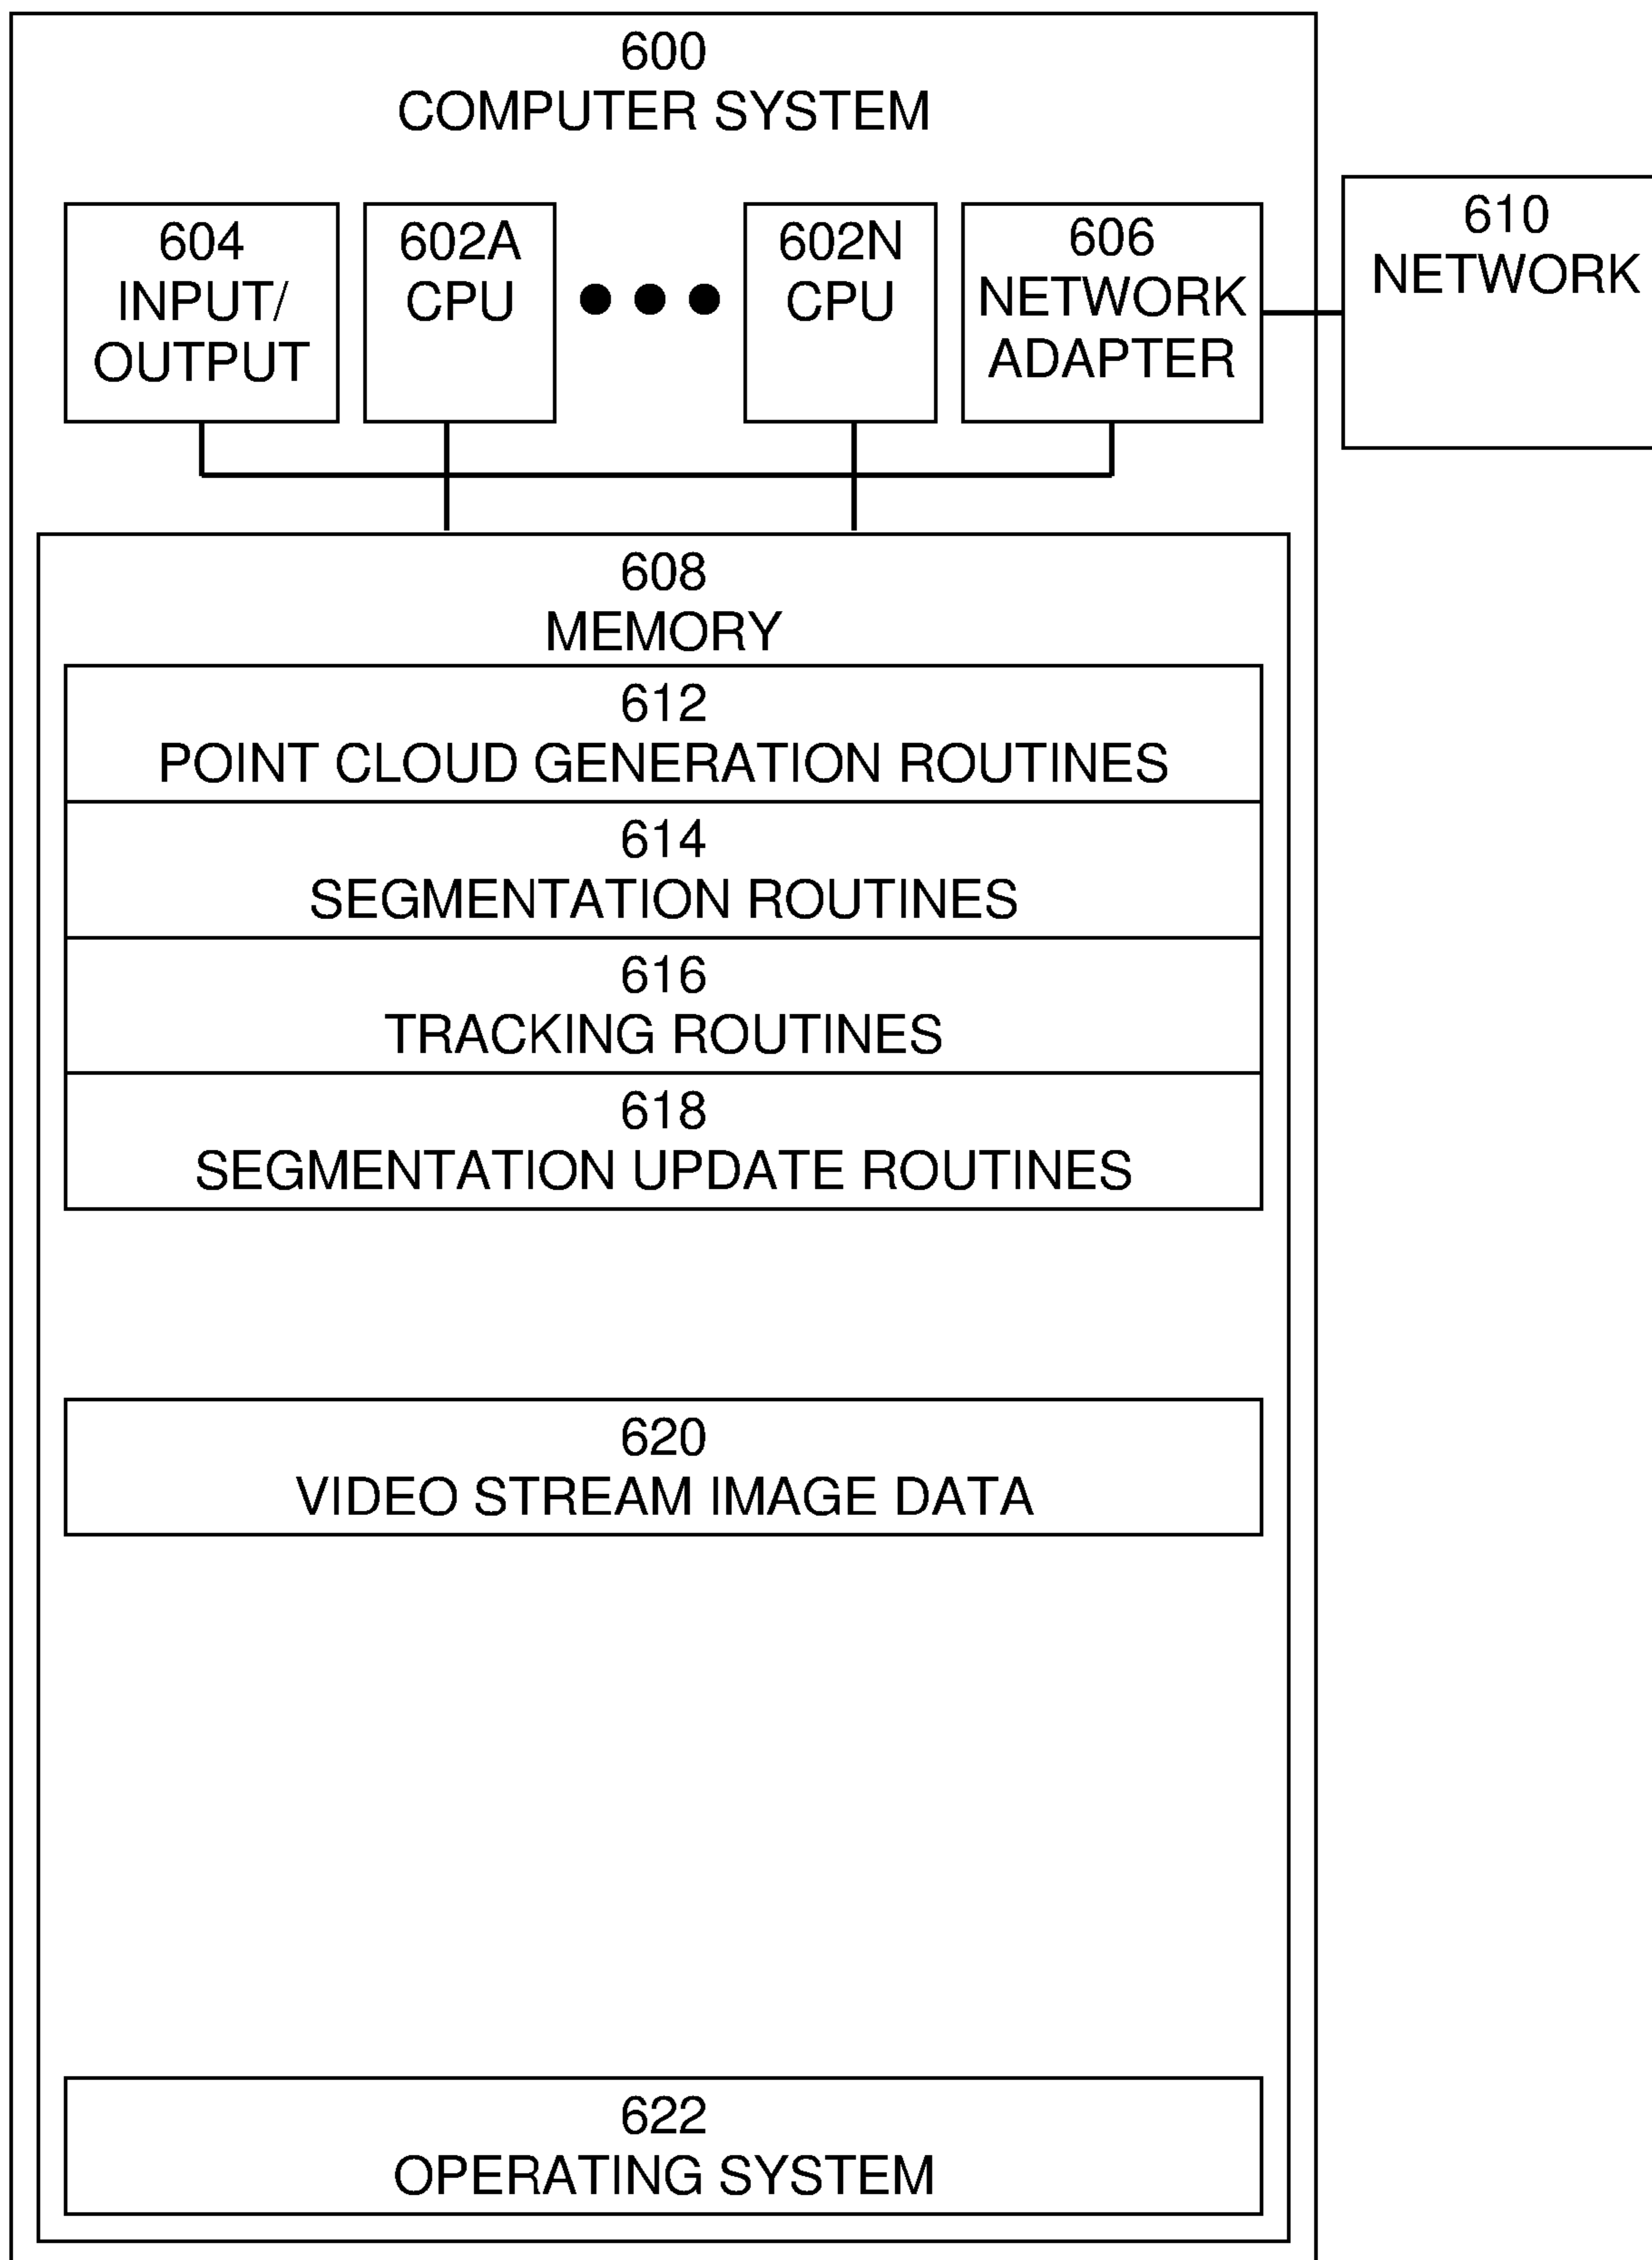 600
COMPUTER SYSTEM
604
INPUT/
OUTPUT
602A
CPU
602N
CPU
606
NETWORK
ADAPTER
610
NETWORK
608
MEMORY
612
POINT CLOUD GENERATION ROUTINES
614
SEGMENTATION ROUTINES
616
TRACKING ROUTINES
618
SEGMENTATION UPDATE ROUTINES
620
VIDEO STREAM IMAGE DATA
622
OPERATING SYSTEM